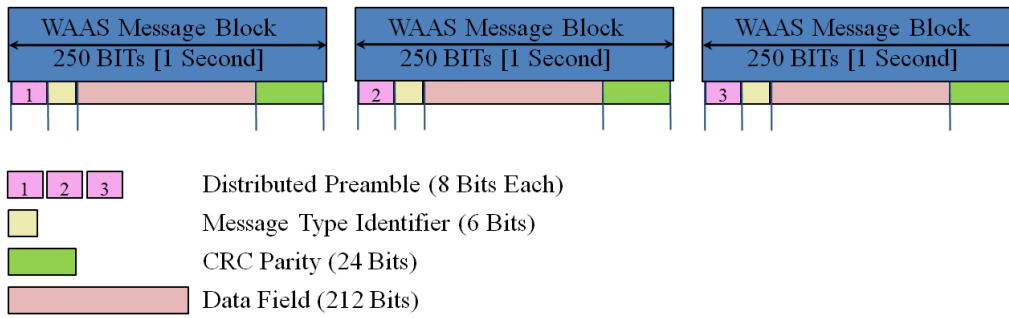 WAAS Message Block
250 BITs [1 Second]
1
WAAS Message Block
250 BITs [1 Second]
2
WAAS Message Block
250 BITs [1 Second]
3
1 2 3 Distributed Preamble (8 Bits Each)
Message Type Identifier (6 Bits)
CRC Parity (24 Bits)
Data Field (212 Bits)